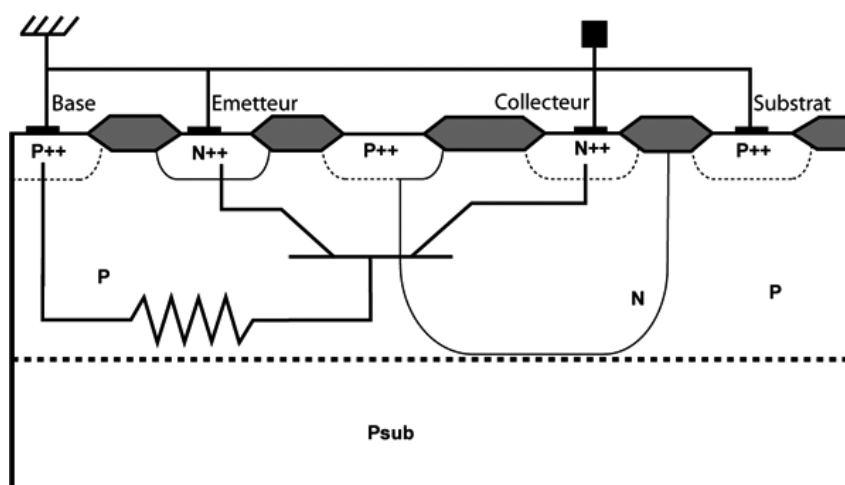 Base
Emetteur
Collecteur
Substrat
P++
N++
P++
N++
P++
P
N
P
Psub